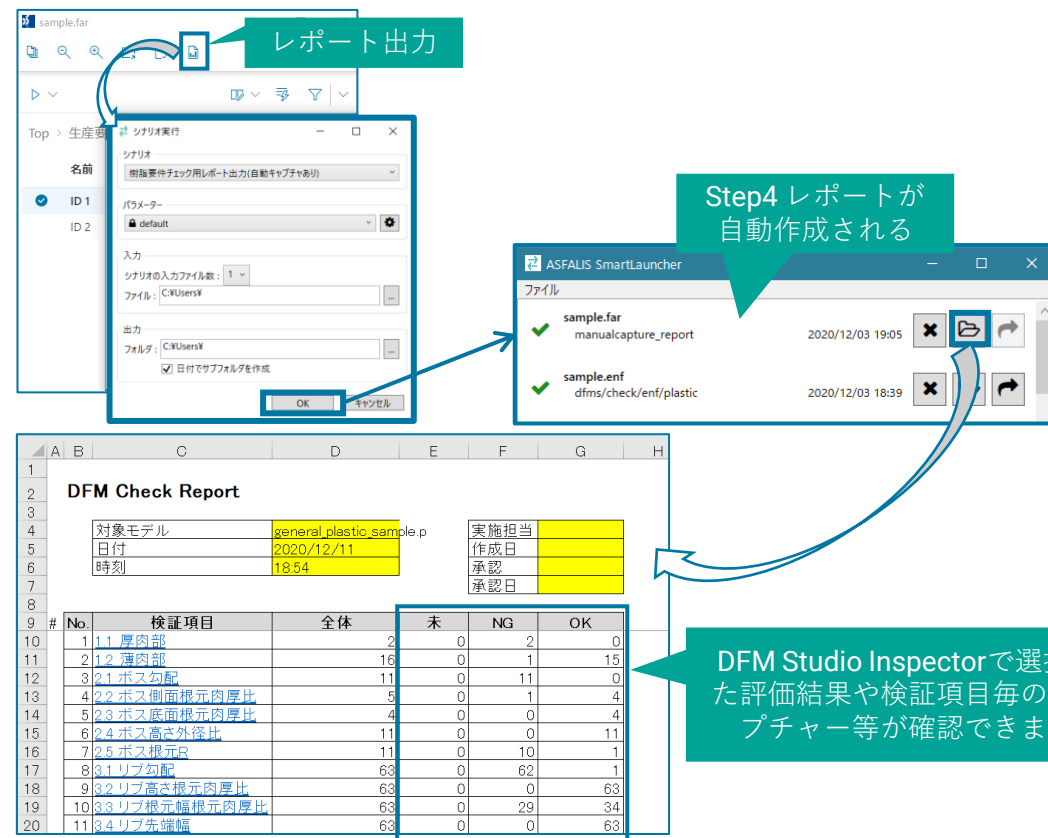 sample.far
レポート出力
Top > 生産要
名前
ID 1
ID 2
シナリオ実行
シナリオ
樹脂要件チェック用レポート出力(自動キャプチャあり)
パラメーター
default
入力
シナリオの入力ファイル数： 1
ファイル： C:¥Users¥
...
出力
フォルダ： C:¥Users¥
...
日付でサブフォルダを作成
OK キャンセル
Step4 レポートが
自動作成される
ASFALIS SmartLauncher
ファイル
sample.far
manualcapture_report 2020/12/03 19:05
sample.enf
dfms/check/enf/plastic 2020/12/03 18:39
A B C D E F G H
1
2 DFM Check Report
3
4 対象モデル general_plastic_sample.p 実施担当
5 日付 2020/12/11 作成日
6 時刻 18:54 承認
7 承認日
8
9 # No. 検証項目 全体 未 NG OK
10 1 1.1 厚肉部 2 0 2 0
11 2 1.2 薄肉部 16 0 1 15
12 3 2.1 ボス勾配 11 0 11 0
13 4 2.2 ボス側面根元肉厚比 5 0 1 4
14 5 2.3 ボス底面根元肉厚比 4 0 0 4
15 6 2.4 ボス高さ外径比 11 0 0 11
16 7 2.5 ボス根元R 11 0 10 1
17 8 3.1 リブ勾配 63 0 62 1
18 9 3.2 リブ高さ根元肉厚比 63 0 0 63
19 10 3.3 リブ根元幅根元肉厚比 63 0 29 34
20 11 3.4 リブ先端幅 63 0 0 63
DFM Studio Inspectorで選
た評価結果や検証項目毎の
プチャー等が確認できま